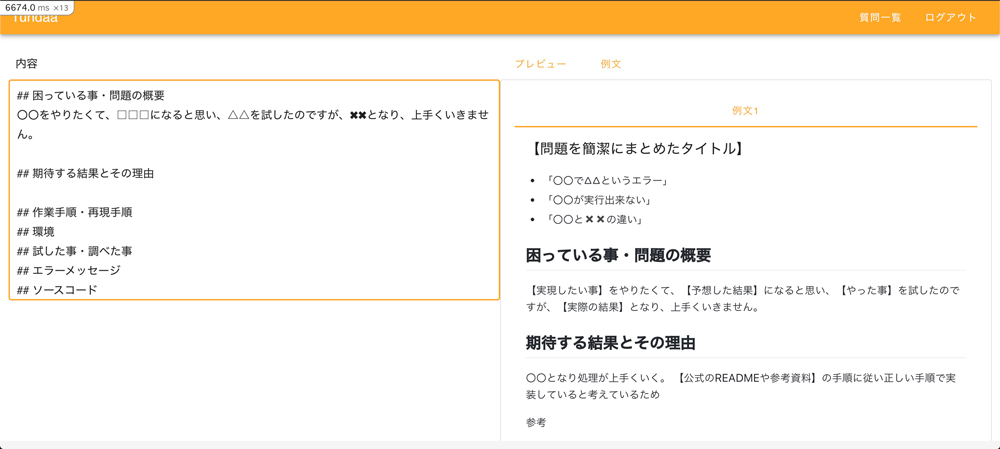 6674.0 ms ×13
rundaa
質問一覧
ログアウト
内容
## 困っている事・問題の概要
〇〇をやりたくて、□□□になると思い、△△を試したのですが、✖✖となり、上手くいきませ
ん。
## 期待する結果とその理由
## 作業手順・再現手順
## 環境
## 試した事・調べた事
## エラーメッセージ
## ソースコード
プレビュー
例文
例文1
【問題を簡潔にまとめたタイトル】
• 「〇〇で△△というエラー」
• 「〇〇が実行出来ない」
• 「〇〇と✖✖の違い」
困っている事・問題の概要
【実現したい事】をやりたくて、【予想した結果】になると思い、【やった事】を試したので
すが、【実際の結果】となり、上手くいきません。
期待する結果とその理由
〇〇となり処理が上手くいく。 【公式のREADMEや参考資料】の手順に従い正しい手順で実
装していると考えているため
参考